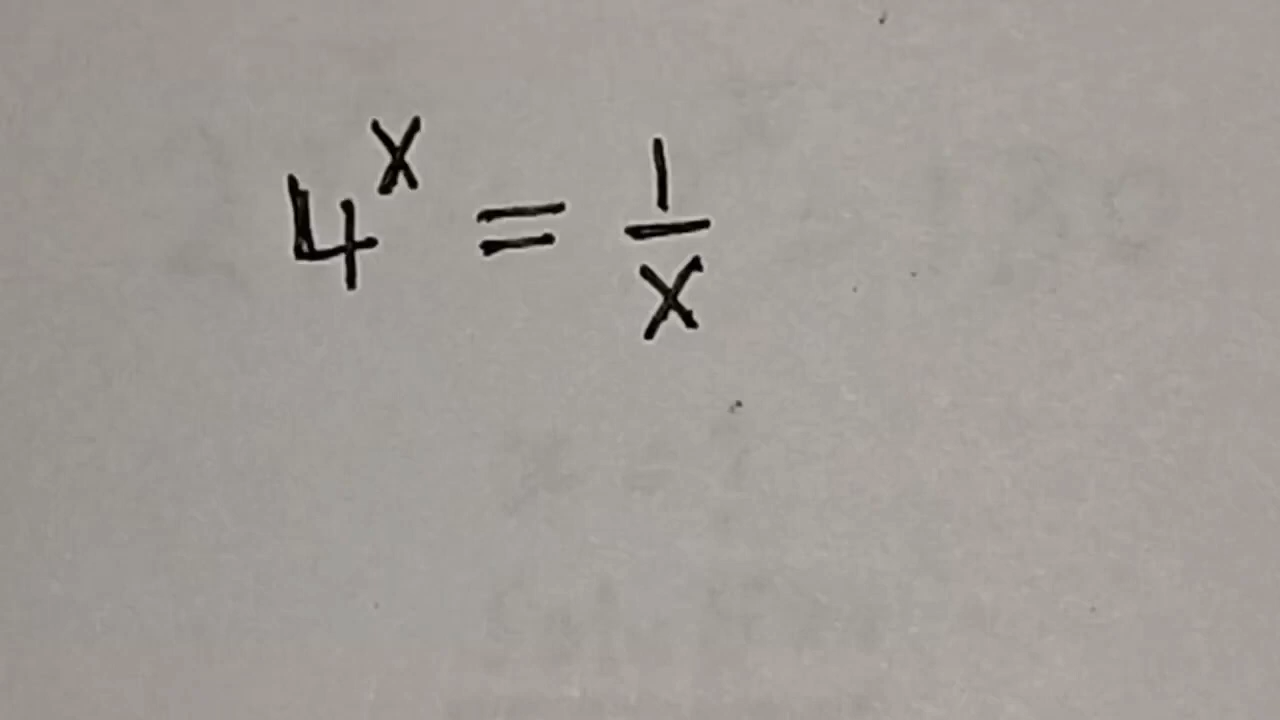 4^x = 1/x